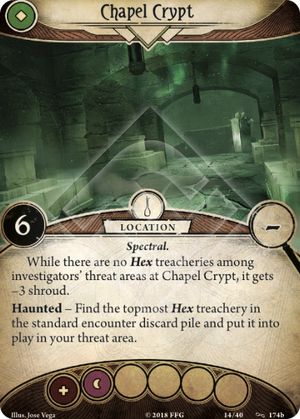 Chapel Crypt
6
LOCATION
–
Spectral.
While there are no Hex treacheries among
investigators' threat areas at Chapel Crypt, it gets
–3 shroud.
Haunted – Find the topmost Hex treachery in
the standard encounter discard pile and put it into
play in your threat area.
Illus. Jose Vega
© 2018 FFG
14/40
174b